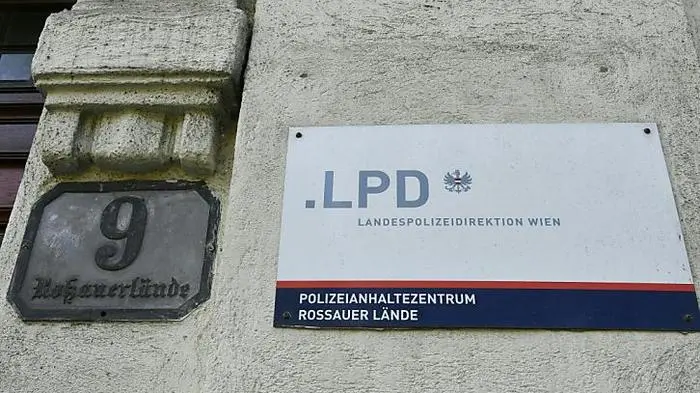 9
Roßauerlände
.LPD
LANDESPOLIZEIDIREKTION WIEN
POLIZEIANHALTEZENTRUM
ROSSAUER LÄNDE